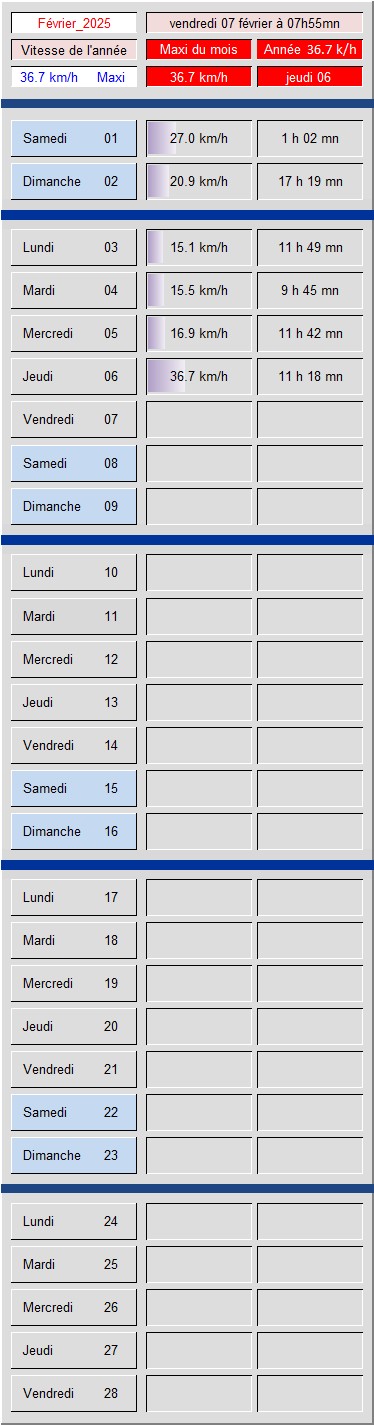 Février_2025 vendredi 07 février à 07h55mn
Vitesse de l'année Maxi du mois Année 36.7 k/h
36.7 km/h Maxi 36.7 km/h jeudi 06
Samedi 01 27.0 km/h 1 h 02 mn
Dimanche 02 20.9 km/h 17 h 19 mn
Lundi 03 15.1 km/h 11 h 49 mn
Mardi 04 15.5 km/h 9 h 45 mn
Mercredi 05 16.9 km/h 11 h 42 mn
Jeudi 06 36.7 km/h 11 h 18 mn
Vendredi 07
Samedi 08
Dimanche 09
Lundi 10
Mardi 11
Mercredi 12
Jeudi 13
Vendredi 14
Samedi 15
Dimanche 16
Lundi 17
Mardi 18
Mercredi 19
Jeudi 20
Vendredi 21
Samedi 22
Dimanche 23
Lundi 24
Mardi 25
Mercredi 26
Jeudi 27
Vendredi 28